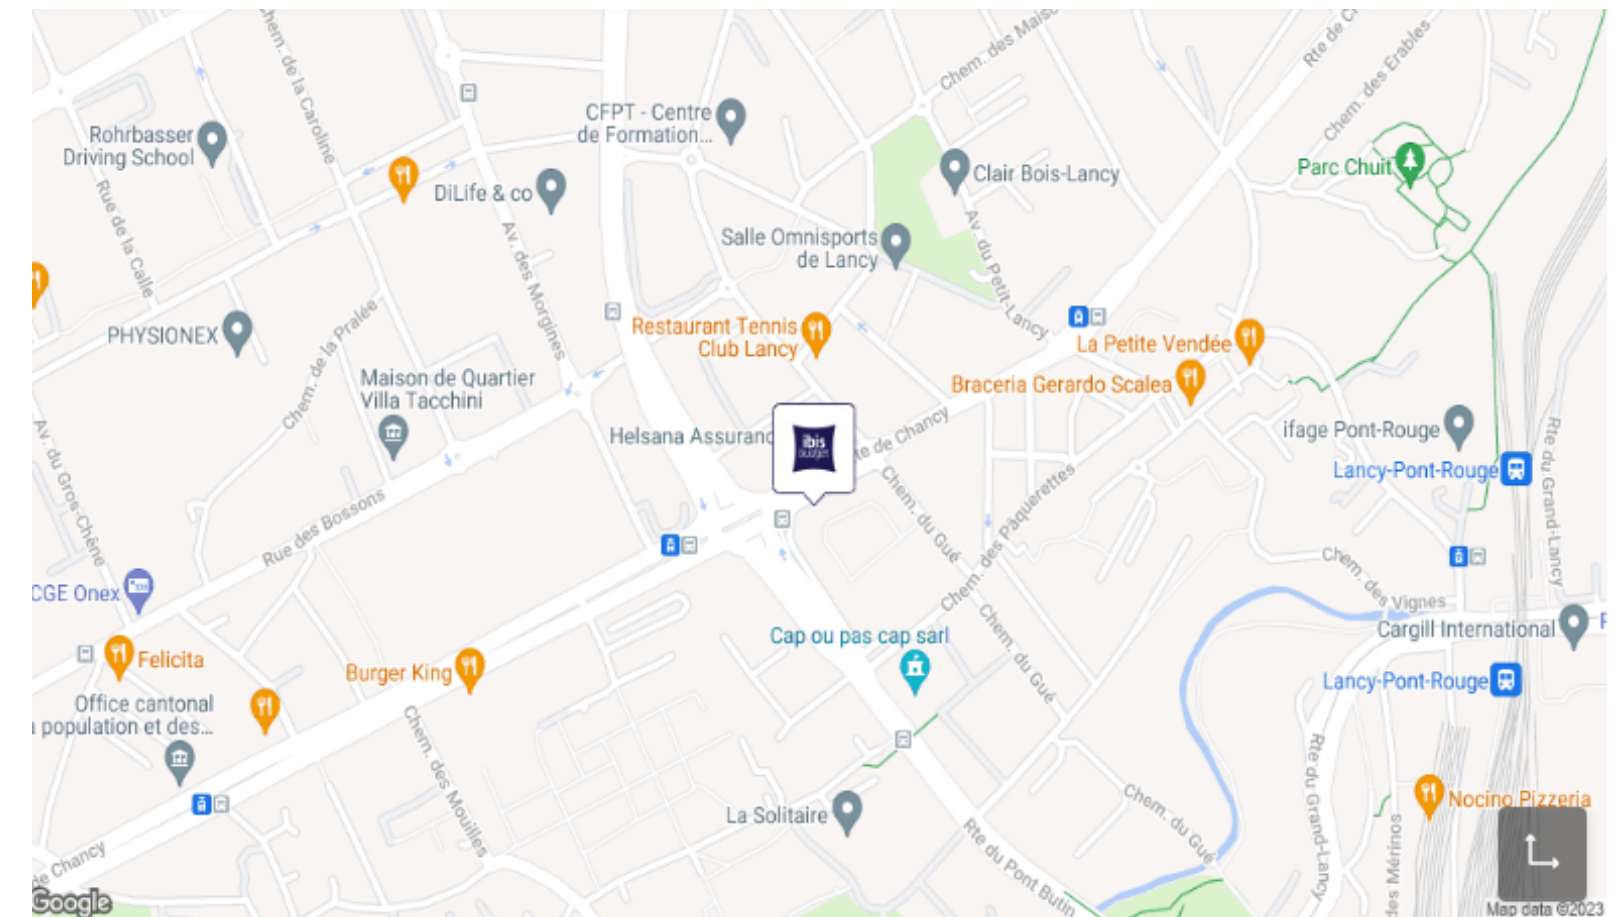 Chem. des Mais
Rte de C
Chem. des Erables
Chem. de la Caroline
CFPT - Centre
de Formation...
Rohrbasser
Driving School
Parc Chuit
Clair Bois-Lancy
DiLife & co
Rue de la Calle
Av. des Morgines
Salle Omnisports
de Lancy
Av. du Petit-Lancy
PHYSIONEX
Chem. de la Pralée
Restaurant Tennis
Club Lancy
La Petite Vendée
Maison de Quartier
Villa Tacchini
Braceria Gerardo Scalea
Helsana Assuranc
ibis
budget
te de Chancy
ifage Pont-Rouge
Lancy-Pont-Rouge
Rte du Grand-Lancy
Av. du Gros-Chêne
Rue des Bossons
Chem. du Gué
Chem. des Pâquerettes
Chem. des Vignes
CGE Onex
Felicita
Burger King
Cap ou pas cap sarl
Chem. du Gué
Cargill International
F
Lancy-Pont-Rouge
Office cantonal
population et des...
Chem. des Mouilles
La Solitaire
Rte du Pont Butin
Chem. du Gué
Rte du Grand-Lancy
Nocino Pizzeria
des Mérinos
de Chancy
Google
Map data ©2023